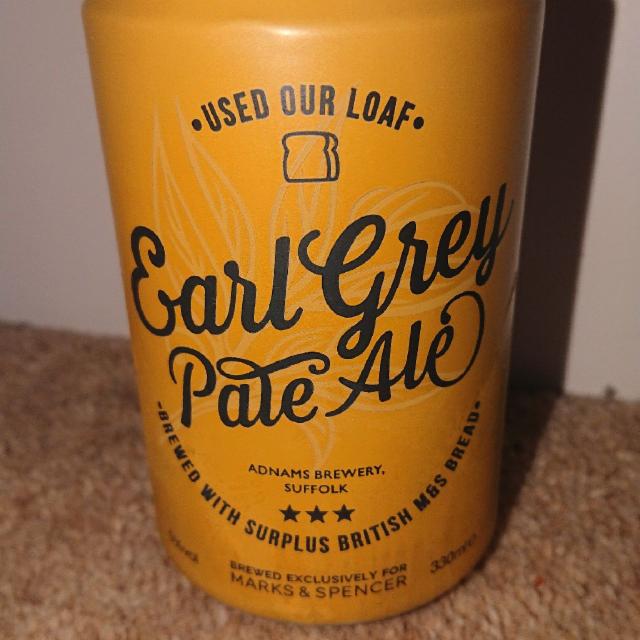 •USED OUR LOAF•
Earl Grey
Pale Ale
•BREWED WITH SURPLUS BRITISH M&S BREAD•
ADNAMS BREWERY,
SUFFOLK
BREWED EXCLUSIVELY FOR
MARKS & SPENCER